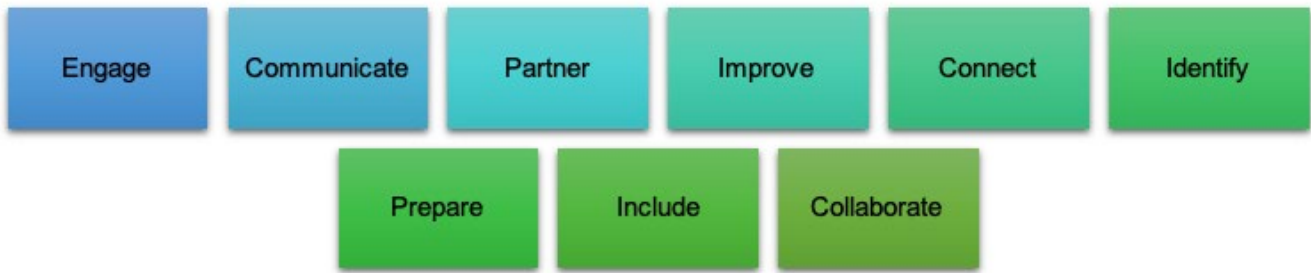 Engage Communicate Partner Improve Connect Identify
Prepare Include Collaborate